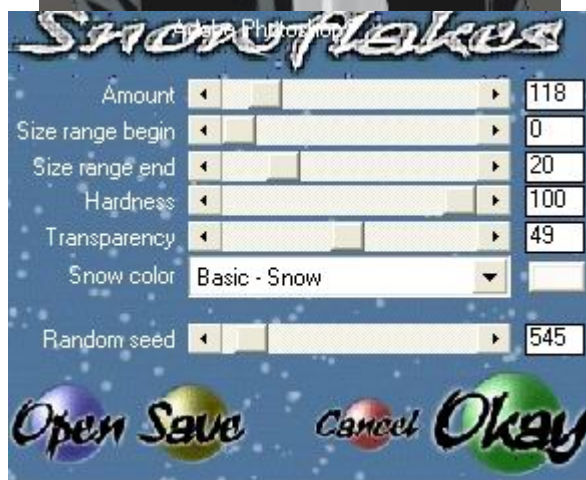 Snowflakes
Adobe Photoshop
Amount 118
Size range begin 0
Size range end 20
Hardness 100
Transparency 49
Snow color Basic - Snow
Random seed 545
Open Save Cancel Okay